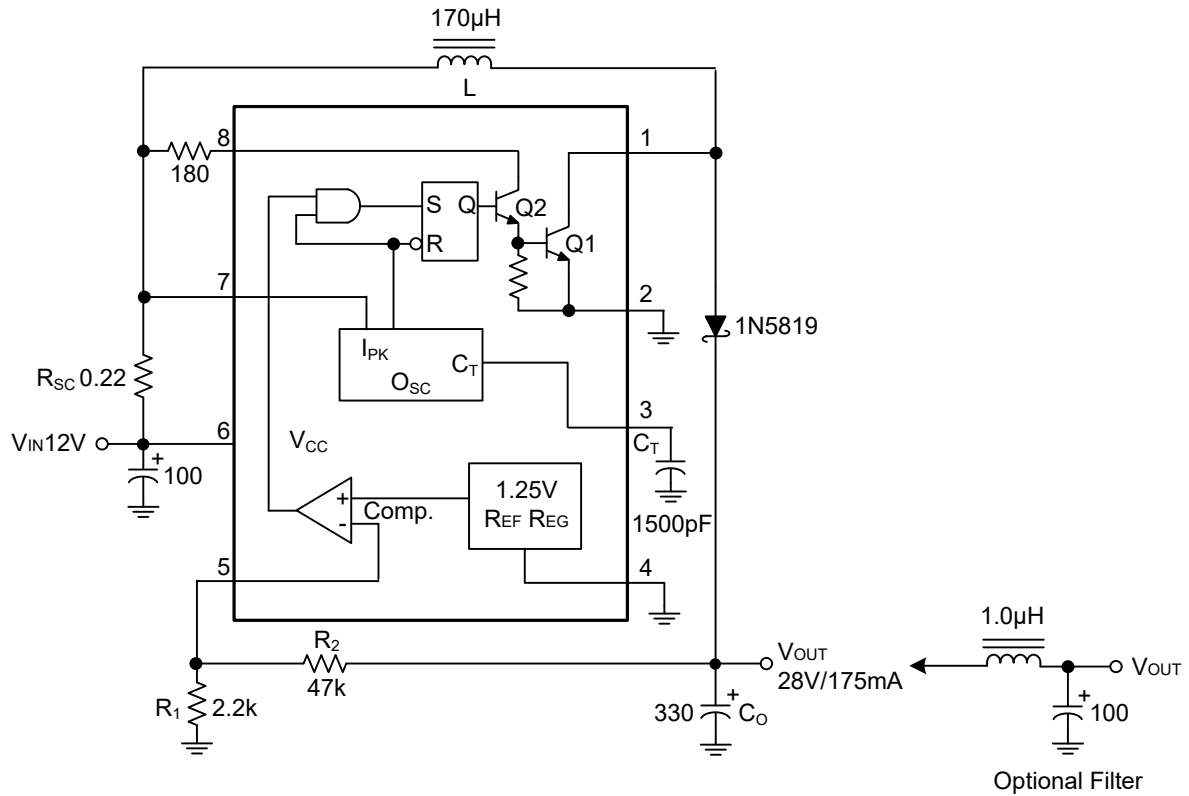 170µH
L
8
1
180
S Q
Q2
R
Q1
7
2
IPK
CT
OSC
1N5819
RSC 0.22
3
VIN12V
6
VCC
CT
100
1.25V
REF REG
+
Comp.
-
1500pF
5
4
R2
47k
1.0µH
VOUT
28V/175mA
VOUT
R1 2.2k
330
+
CO
+
100
+
Optional Filter